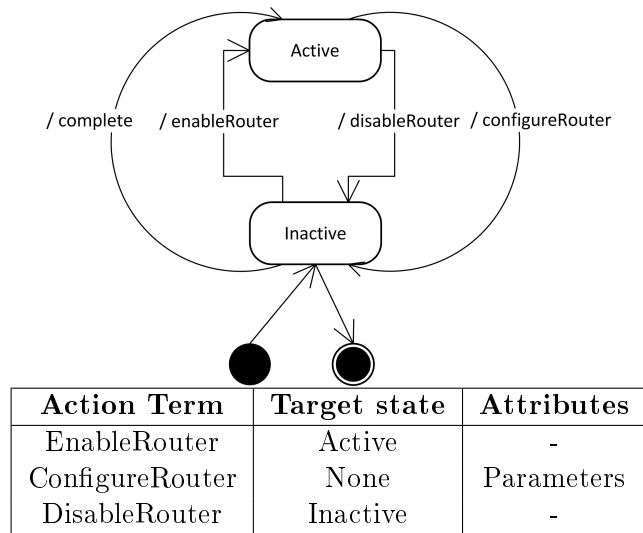 Active
/ complete / enableRouter / disableRouter / configureRouter
Inactive
Action Term Target state Attributes
EnableRouter Active -
ConfigureRouter None Parameters
DisableRouter Inactive -